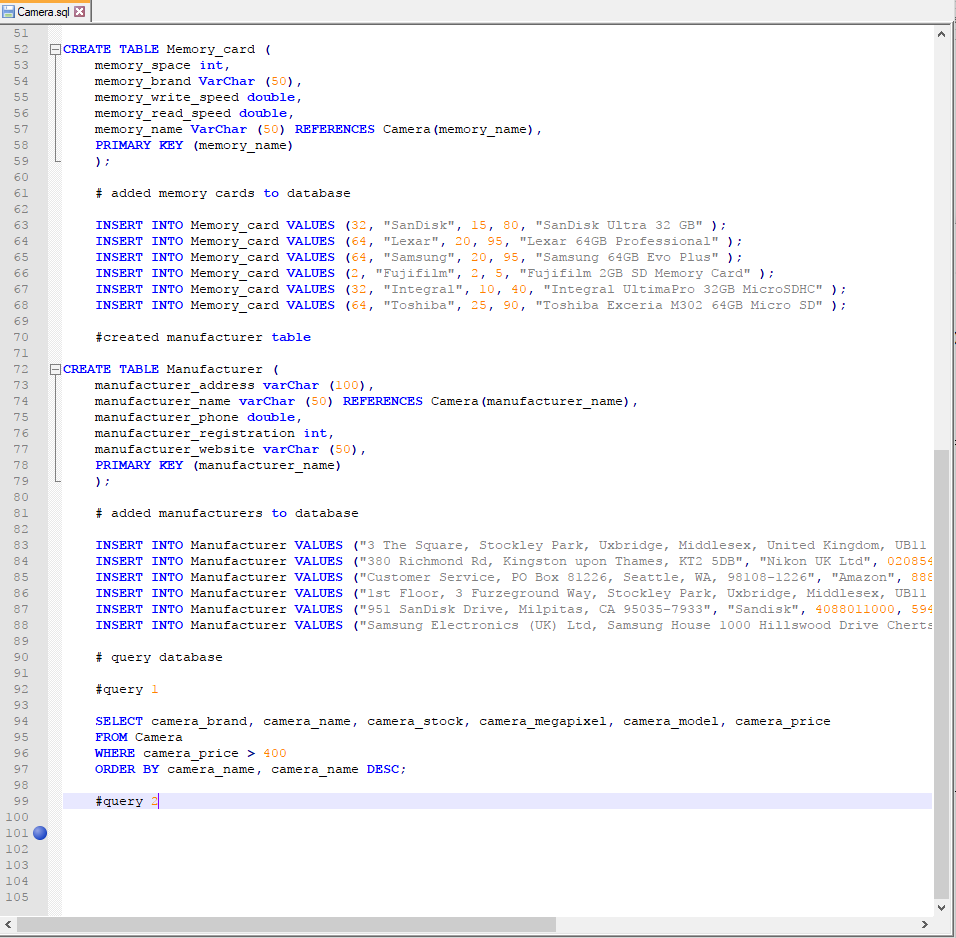 Camera.sql
51
52 CREATE TABLE Memory_card (
53 memory_space int,
54 memory_brand VarChar (50),
55 memory_write_speed double,
56 memory_read_speed double,
57 memory_name VarChar (50) REFERENCES Camera(memory_name),
58 PRIMARY KEY (memory_name)
59 );
60
61 # added memory cards to database
62
63 INSERT INTO Memory_card VALUES (32, "SanDisk", 15, 80, "SanDisk Ultra 32 GB" );
64 INSERT INTO Memory_card VALUES (64, "Lexar", 20, 95, "Lexar 64GB Professional" );
65 INSERT INTO Memory_card VALUES (64, "Samsung", 20, 95, "Samsung 64GB Evo Plus" );
66 INSERT INTO Memory_card VALUES (2, "Fujifilm", 2, 5, "Fujifilm 2GB SD Memory Card" );
67 INSERT INTO Memory_card VALUES (32, "Integral", 10, 40, "Integral UltimaPro 32GB MicroSDHC" );
68 INSERT INTO Memory_card VALUES (64, "Toshiba", 25, 90, "Toshiba Exceria M302 64GB Micro SD" );
69
70 #created manufacturer table
71
72 CREATE TABLE Manufacturer (
73 manufacturer_address varChar (100),
74 manufacturer_name varChar (50) REFERENCES Camera(manufacturer_name),
75 manufacturer_phone double,
76 manufacturer_registration int,
77 manufacturer_website varChar (50),
78 PRIMARY KEY (manufacturer_name)
79 );
80
81 # added manufacturers to database
82
83 INSERT INTO Manufacturer VALUES ("3 The Square, Stockley Park, Uxbridge, Middlesex, United Kingdom, UB11
84 INSERT INTO Manufacturer VALUES ("380 Richmond Rd, Kingston upon Thames, KT2 5DB", "Nikon UK Ltd", 020854
85 INSERT INTO Manufacturer VALUES ("Customer Service, PO Box 81226, Seattle, WA, 98108-1226", "Amazon", 888
86 INSERT INTO Manufacturer VALUES ("1st Floor, 3 Furzeground Way, Stockley Park, Uxbridge, Middlesex, UB11
87 INSERT INTO Manufacturer VALUES ("951 SanDisk Drive, Milpitas, CA 95035-7933", "Sandisk", 4088011000, 594
88 INSERT INTO Manufacturer VALUES ("Samsung Electronics (UK) Ltd, Samsung House 1000 Hillswood Drive Cherts
89
90 # query database
91
92 #query 1
93
94 SELECT camera_brand, camera_name, camera_stock, camera_megapixel, camera_model, camera_price
95 FROM Camera
96 WHERE camera_price > 400
97 ORDER BY camera_name, camera_name DESC;
98
99 #query 2
100
101
102
103
104
105